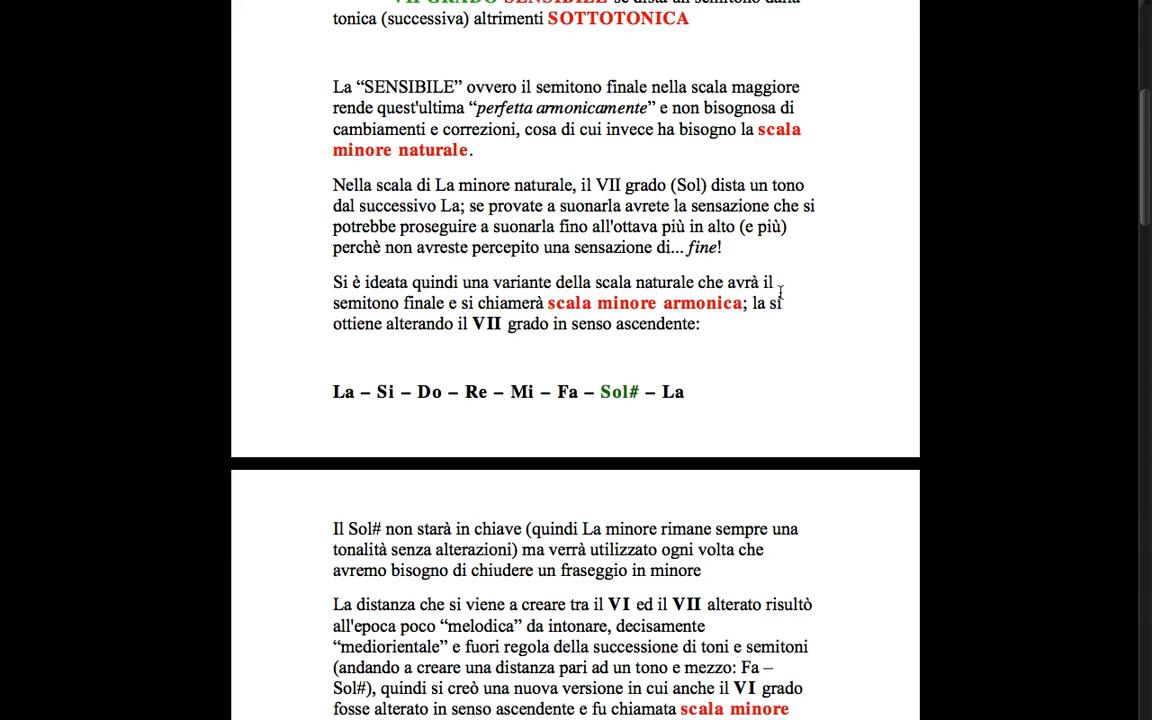 VII GRADO SENSIBILE se dista un semitono dalla
tonica (successiva) altrimenti SOTTOTONICA
La “SENSIBILE” ovvero il semitono finale nella scala maggiore
rende quest'ultima “perfetta armonicamente” e non bisognosa di
cambiamenti e correzioni, cosa di cui invece ha bisogno la scala
minore naturale.
Nella scala di La minore naturale, il VII grado (Sol) dista un tono
dal successivo La; se provate a suonarla avrete la sensazione che si
potrebbe proseguire a suonarla fino all'ottava più in alto (e più)
perchè non avreste percepito una sensazione di... fine!
Si è ideata quindi una variante della scala naturale che avrà il
semitono finale e si chiamerà scala minore armonica; la si
ottiene alterando il VII grado in senso ascendente:
La – Si – Do – Re – Mi – Fa – Sol# – La
Il Sol# non starà in chiave (quindi La minore rimane sempre una
tonalità senza alterazioni) ma verrà utilizzato ogni volta che
avremo bisogno di chiudere un fraseggio in minore
La distanza che si viene a creare tra il VI ed il VII alterato risultò
all'epoca poco “melodica” da intonare, decisamente
“mediorientale” e fuori regola della successione di toni e semitoni
(andando a creare una distanza pari ad un tono e mezzo: Fa –
Sol#), quindi si creò una nuova versione in cui anche il VI grado
fosse alterato in senso ascendente e fu chiamata scala minore